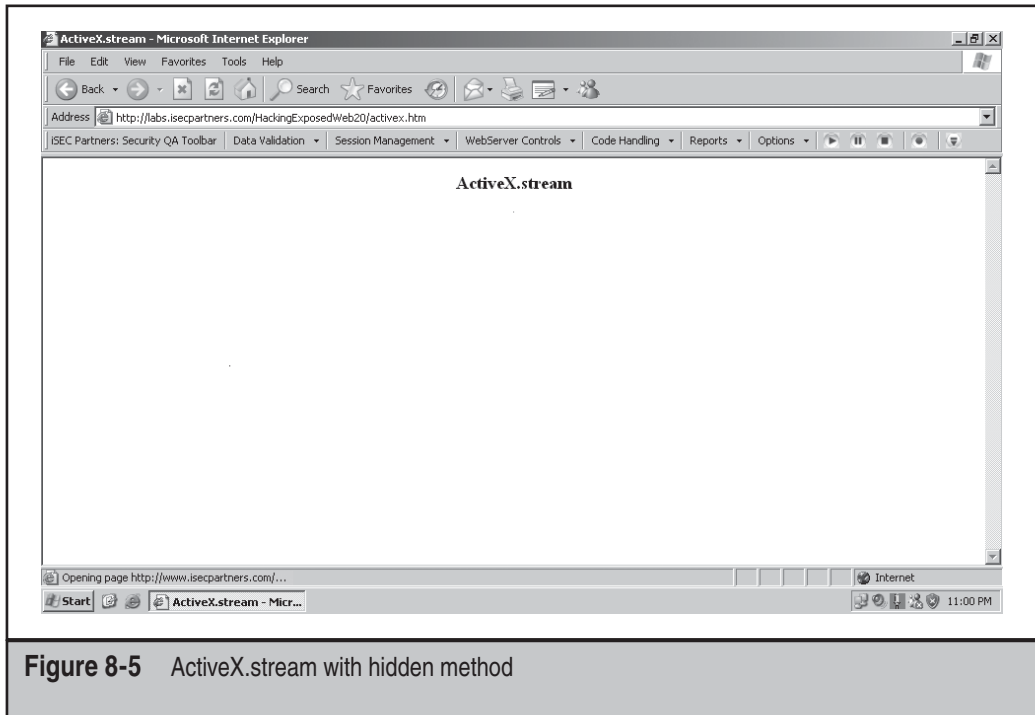 ActiveX.stream - Microsoft Internet Explorer
File Edit View Favorites Tools Help
Back Search Favorites
Address http://labs.isecpartners.com/HackingExposedWeb20/activex.htm
iSEC Partners: Security QA Toolbar Data Validation Session Management WebServer Controls Code Handling Reports Options
ActiveX.stream
Opening page http://www.isecpartners.com/... Internet
Start ActiveX.stream - Micr... 11:00 PM
Figure 8-5 ActiveX.stream with hidden method